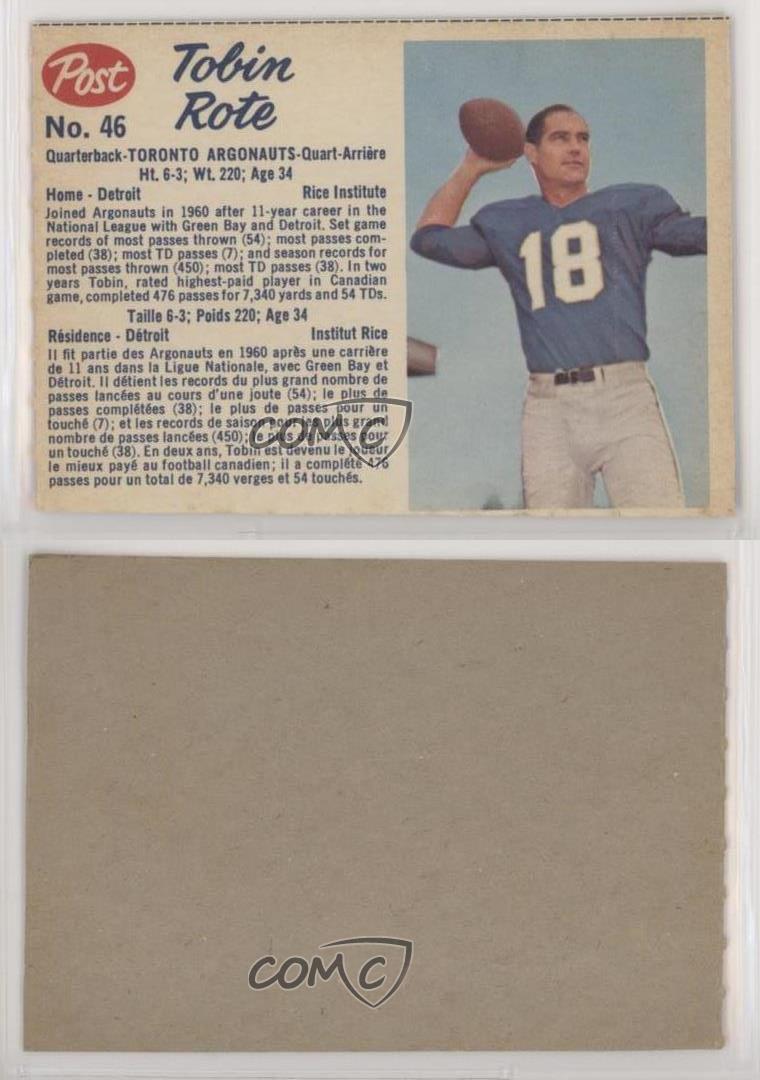 Post
Tobin
Rote
No. 46
Quarterback-TORONTO ARGONAUTS-Quart-Arrière
Ht. 6-3; Wt. 220; Age 34
Home - Detroit Rice Institute
Joined Argonauts in 1960 after 11-year career in the
National League with Green Bay and Detroit. Set game
records of most passes thrown (54); most passes com-
pleted (38); most TD passes (7); and season records for
most passes thrown (450); most TD passes (38). In two
years Tobin, rated highest-paid player in Canadian
game, completed 476 passes for 7,340 yards and 54 TDs.
Taille 6-3; Poids 220; Age 34
Résidence - Détroit Institut Rice
Il fit partie des Argonauts en 1960 après une carrière
de 11 ans dans la Ligue Nationale, avec Green Bay et
Détroit. Il détient les records du plus grand nombre de
passes lancées au cours d'une joute (54); le plus de
passes complétées (38); le plus de passes pour un
touché (7); et les records de saison pour les plus grand
nombre de passes lancées (450); le plus de passes pour
un touché (38). En deux ans, Tobin est devenu le joueur
le mieux payé au football canadien; il a complété 476
passes pour un total de 7,340 verges et 54 touchés.
18
COMC
COMC